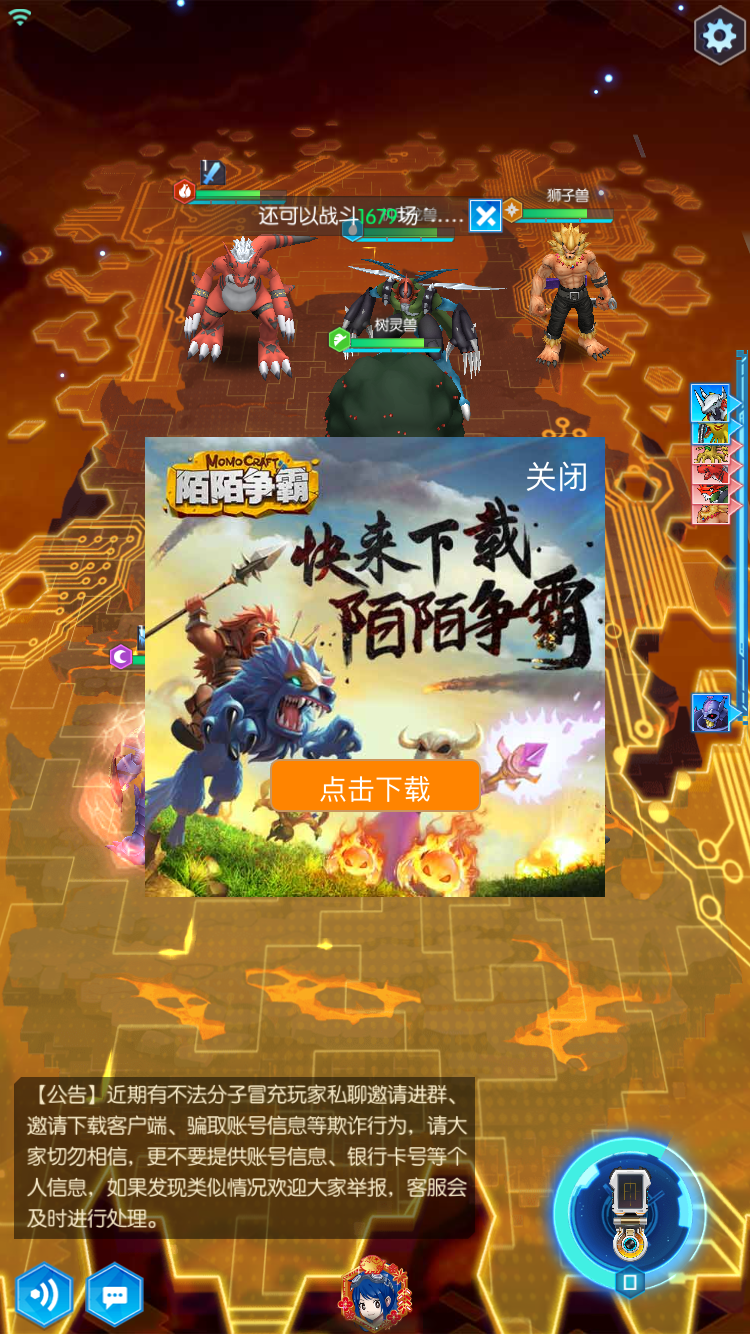 1
狮子兽
还可以战斗1679场 ......
树灵兽
MOMO CRAFT
陌陌争霸
关闭
快来下载
陌陌争霸
点击下载
【公告】近期有不法分子冒充玩家私聊邀请进群、
邀请下载客户端、骗取账号信息等欺诈行为，请大
家切勿相信，更不要提供账号信息、银行卡号等个
人信息，如果发现类似情况欢迎大家举报，客服会
及时进行处理。